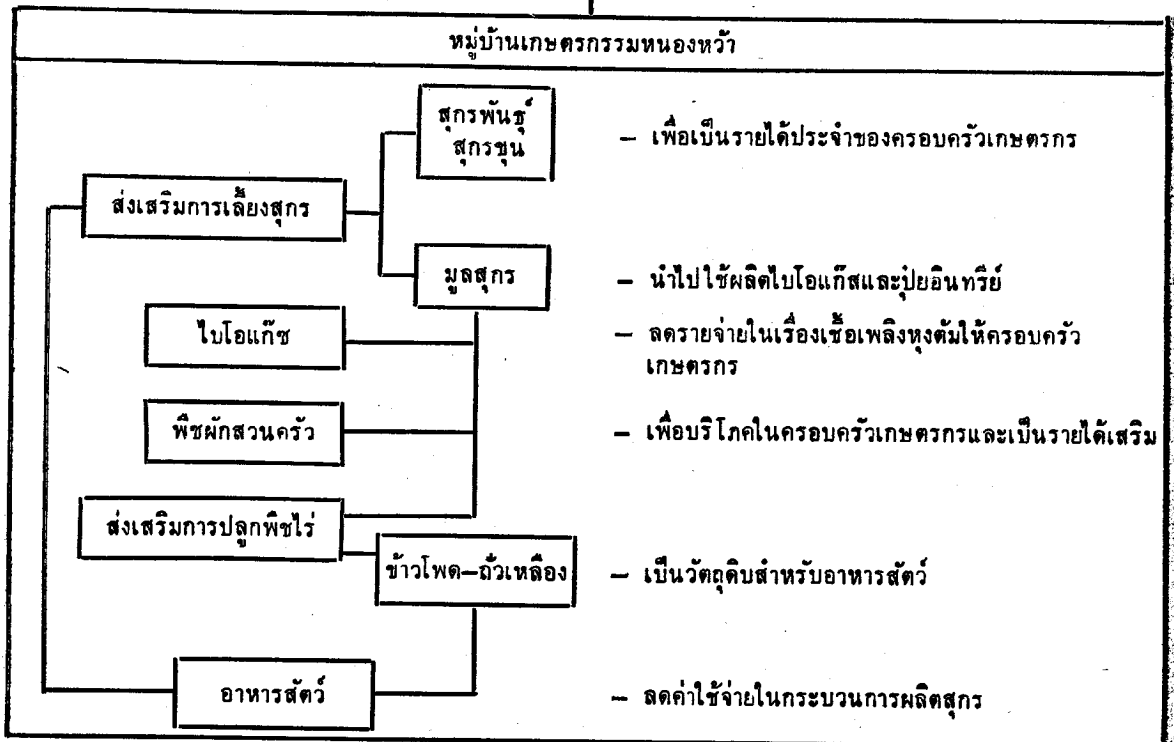 หมู่บ้านเกษตรกรรมหนองหว้า
สุกรพันธุ์
สุกรขุน
– เพื่อเป็นรายได้ประจำของครอบครัวเกษตรกร
ส่งเสริมการเลี้ยงสุกร
มูลสุกร
– นำไปใช้ผลิตไบโอแก๊สและปุ๋ยอินทรีย์
ไบโอแก๊ซ
– ลดรายจ่ายในเรื่องเชื้อเพลิงหุงต้มให้ครอบครัว
เกษตรกร
พืชผักสวนครัว
– เพื่อบริโภคในครอบครัวเกษตรกรและเป็นรายได้เสริม
ส่งเสริมการปลูกพืชไร่
ข้าวโพด–ถั่วเหลือง
– เป็นวัตถุดิบสำหรับอาหารสัตว์
อาหารสัตว์
– ลดค่าใช้จ่ายในกระบวนการผลิตสุกร